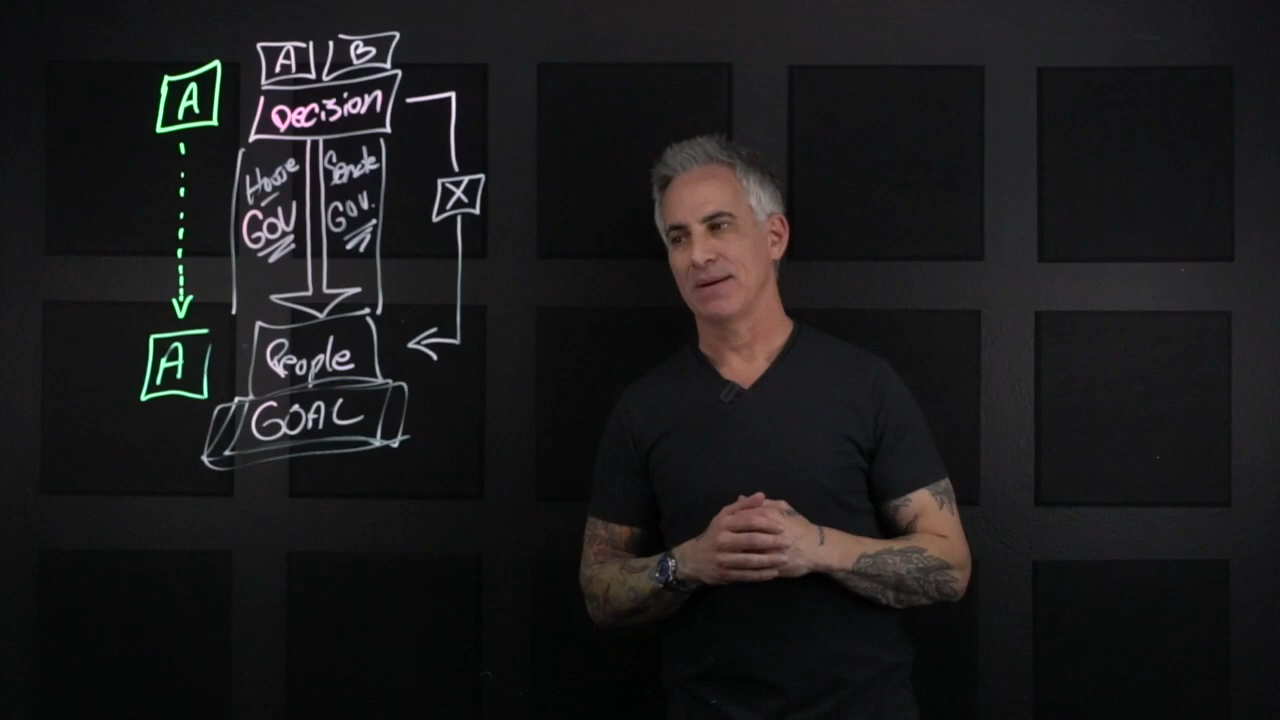 A B
A
Decision
House
GOV
Senate
GOV.
X
People
A
GOAL